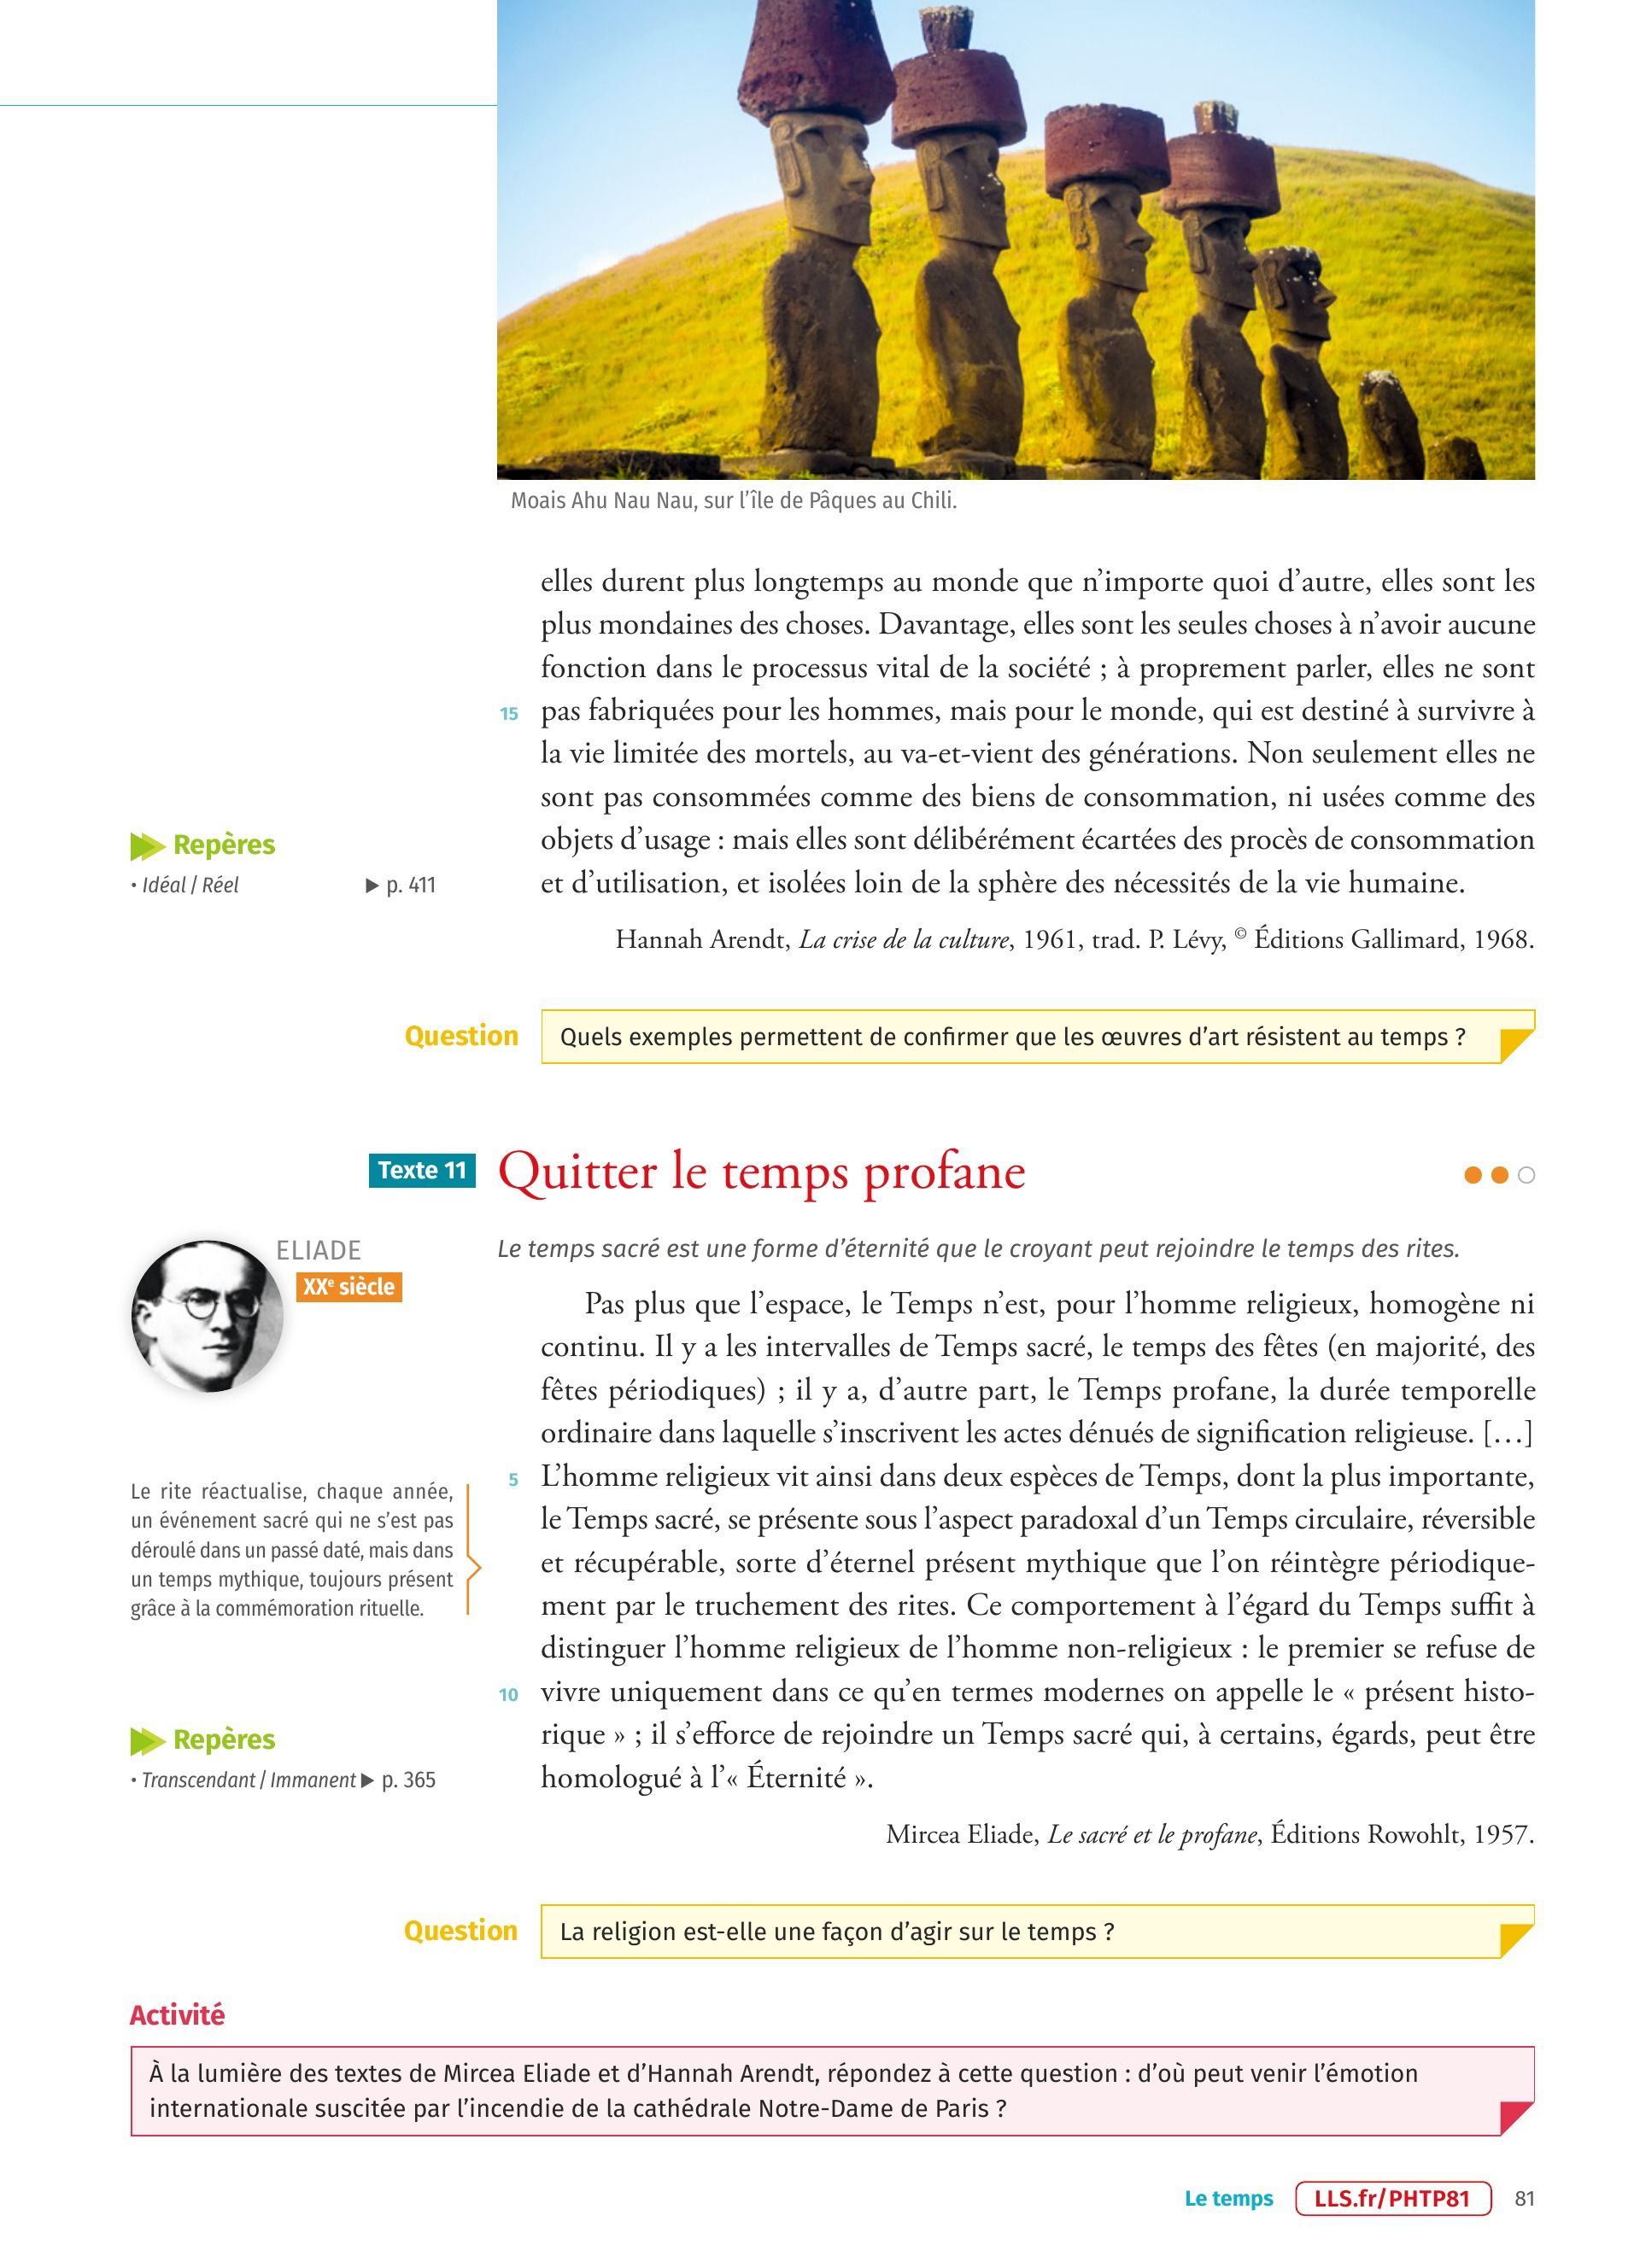 Moais Ahu Nau Nau, sur l’île de Pâques au Chili.
elles durent plus longtemps au monde que n’importe quoi d’autre, elles sont les
plus mondaines des choses. Davantage, elles sont les seules choses à n’avoir aucune
fonction dans le processus vital de la société ; à proprement parler, elles ne sont
15 pas fabriquées pour les hommes, mais pour le monde, qui est destiné à survivre à
la vie limitée des mortels, au va-et-vient des générations. Non seulement elles ne
sont pas consommées comme des biens de consommation, ni usées comme des
objets d’usage : mais elles sont délibérément écartées des procès de consommation
et d’utilisation, et isolées loin de la sphère des nécessités de la vie humaine.
Repères
• Idéal / Réel ▶ p. 411
Hannah Arendt, La crise de la culture, 1961, trad. P. Lévy, © Éditions Gallimard, 1968.
Question
Quels exemples permettent de confirmer que les œuvres d’art résistent au temps ?
Texte 11 Quitter le temps profane
ELIADE
XXe siècle
Le temps sacré est une forme d’éternité que le croyant peut rejoindre le temps des rites.
Pas plus que l’espace, le Temps n’est, pour l’homme religieux, homogène ni
continu. Il y a les intervalles de Temps sacré, le temps des fêtes (en majorité, des
fêtes périodiques) ; il y a, d’autre part, le Temps profane, la durée temporelle
ordinaire dans laquelle s’inscrivent les actes dénués de signification religieuse. […]
5 L’homme religieux vit ainsi dans deux espèces de Temps, dont la plus importante,
le Temps sacré, se présente sous l’aspect paradoxal d’un Temps circulaire, réversible
et récupérable, sorte d’éternel présent mythique que l’on réintègre périodique-
ment par le truchement des rites. Ce comportement à l’égard du Temps suffit à
distinguer l’homme religieux de l’homme non-religieux : le premier se refuse de
10 vivre uniquement dans ce qu’en termes modernes on appelle le « présent histo-
rique » ; il s’efforce de rejoindre un Temps sacré qui, à certains, égards, peut être
homologué à l’« Éternité ».
Le rite réactualise, chaque année,
un événement sacré qui ne s’est pas
déroulé dans un passé daté, mais dans
un temps mythique, toujours présent
grâce à la commémoration rituelle.
Repères
• Transcendant / Immanent ▶ p. 365
Mircea Eliade, Le sacré et le profane, Éditions Rowohlt, 1957.
Question
La religion est-elle une façon d’agir sur le temps ?
Activité
À la lumière des textes de Mircea Eliade et d’Hannah Arendt, répondez à cette question : d’où peut venir l’émotion
internationale suscitée par l’incendie de la cathédrale Notre-Dame de Paris ?
Le temps LLS.fr/PHTP81 81